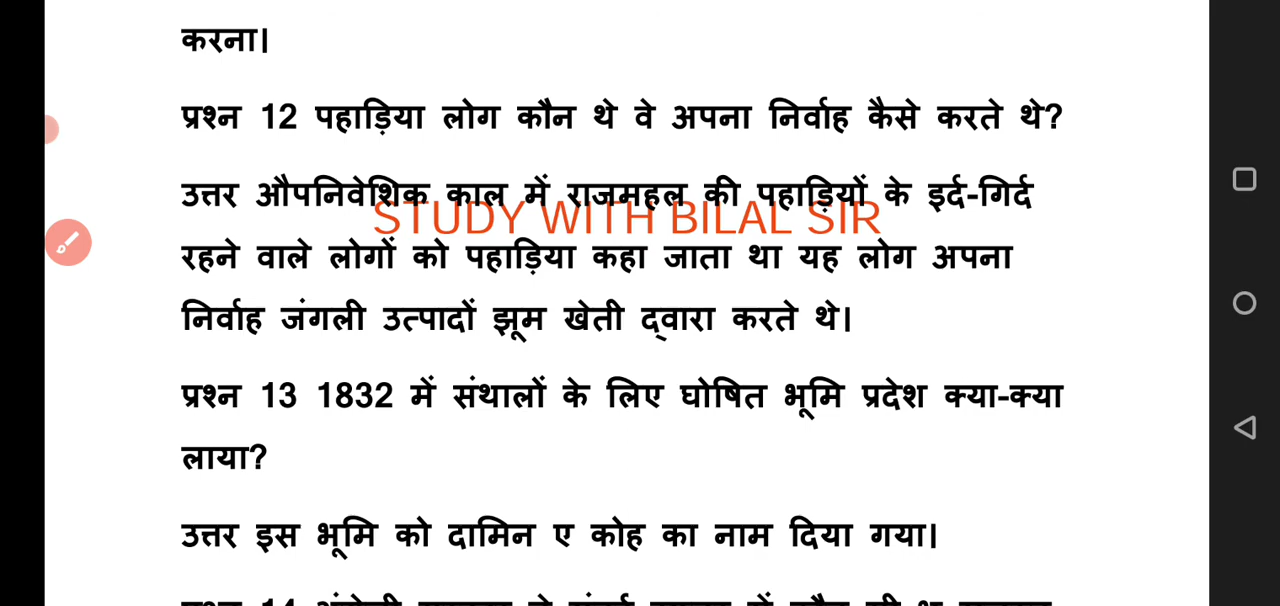 करना।
प्रश्न 12 पहाड़िया लोग कौन थे वे अपना निर्वाह कैसे करते थे?
उत्तर औपनिवेशिक काल में राजमहल की पहाड़ियों के इर्द-गिर्द
STUDY WITH BILAL SIR
रहने वाले लोगों को पहाड़िया कहा जाता था यह लोग अपना
निर्वाह जंगली उत्पादों झूम खेती द्वारा करते थे।
प्रश्न 13 1832 में संथालों के लिए घोषित भूमि प्रदेश क्या-क्या
लाया?
उत्तर इस भूमि को दामिन ए कोह का नाम दिया गया।